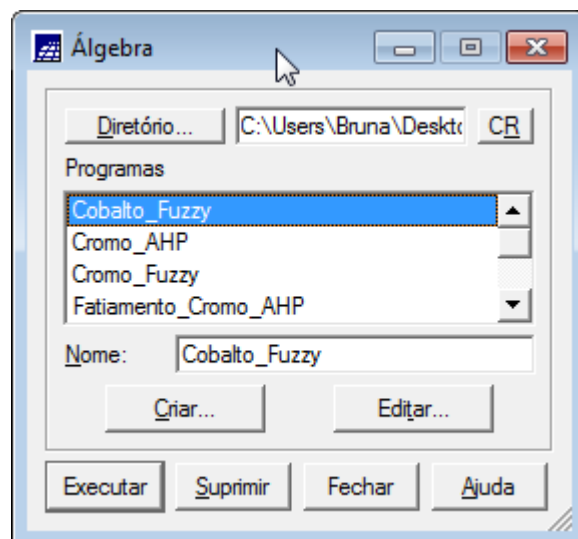 Álgebra
Diretório... C:\Users\Bruna\Deskto CR
Programas
Cobalto_Fuzzy
Cromo_AHP
Cromo_Fuzzy
Fatiamento_Cromo_AHP
Nome: Cobalto_Fuzzy
Criar... Editar...
Executar Suprimir Fechar Ajuda